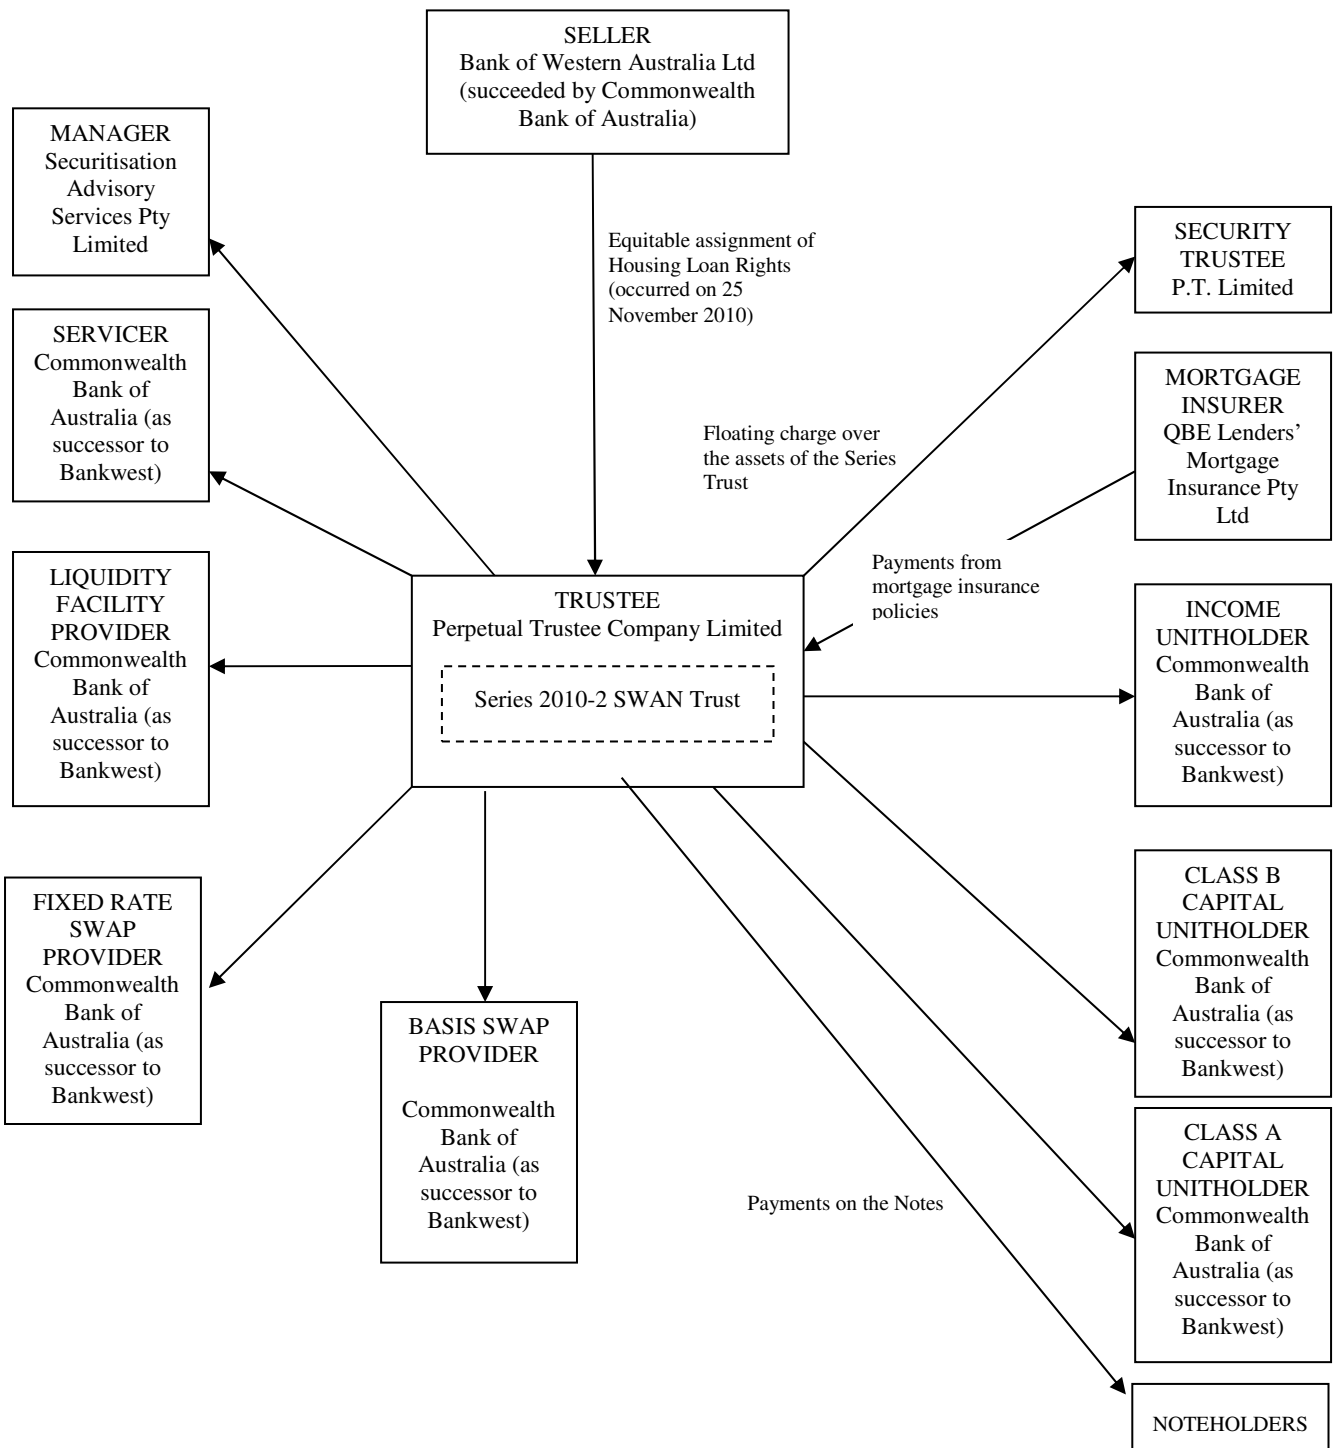 SELLER
Bank of Western Australia Ltd
(succeeded by Commonwealth
Bank of Australia)
MANAGER
Securitisation
Advisory
Services Pty
Limited
Equitable assignment of
Housing Loan Rights
(occurred on 25
November 2010)
SECURITY
TRUSTEE
P.T. Limited
SERVICER
Commonwealth
Bank of
Australia (as
successor to
Bankwest)
MORTGAGE
INSURER
QBE Lenders’
Mortgage
Insurance Pty
Ltd
Floating charge over
the assets of the Series
Trust
Payments from
mortgage insurance
policies
LIQUIDITY
FACILITY
PROVIDER
Commonwealth
Bank of
Australia (as
successor to
Bankwest)
TRUSTEE
Perpetual Trustee Company Limited
Series 2010-2 SWAN Trust
INCOME
UNITHOLDER
Commonwealth
Bank of
Australia (as
successor to
Bankwest)
FIXED RATE
SWAP
PROVIDER
Commonwealth
Bank of
Australia (as
successor to
Bankwest)
BASIS SWAP
PROVIDER
Commonwealth
Bank of
Australia (as
successor to
Bankwest)
CLASS B
CAPITAL
UNITHOLDER
Commonwealth
Bank of
Australia (as
successor to
Bankwest)
CLASS A
CAPITAL
UNITHOLDER
Commonwealth
Bank of
Australia (as
successor to
Bankwest)
Payments on the Notes
NOTEHOLDERS